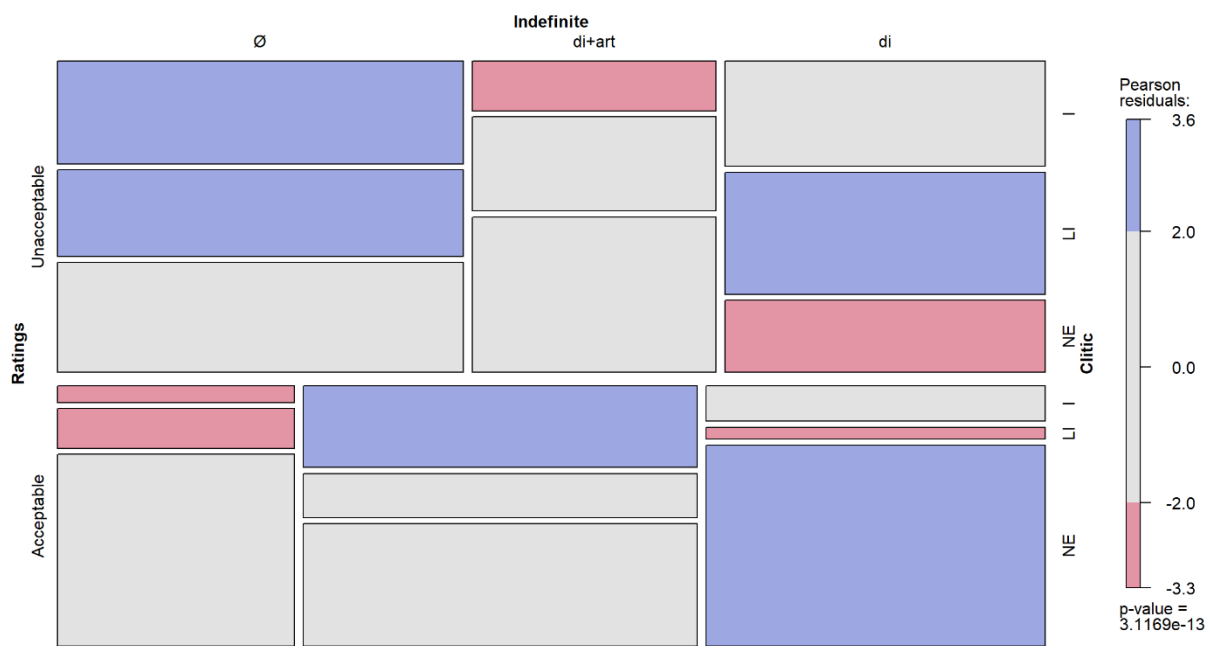 Indefinite
Ø di+art di
Ratings
Unacceptable
Acceptable
I
LI
NE
I
LI
NE
Clitic
Pearson
residuals:
3.6
2.0
0.0
-2.0
-3.3
p-value =
3.1169e-13